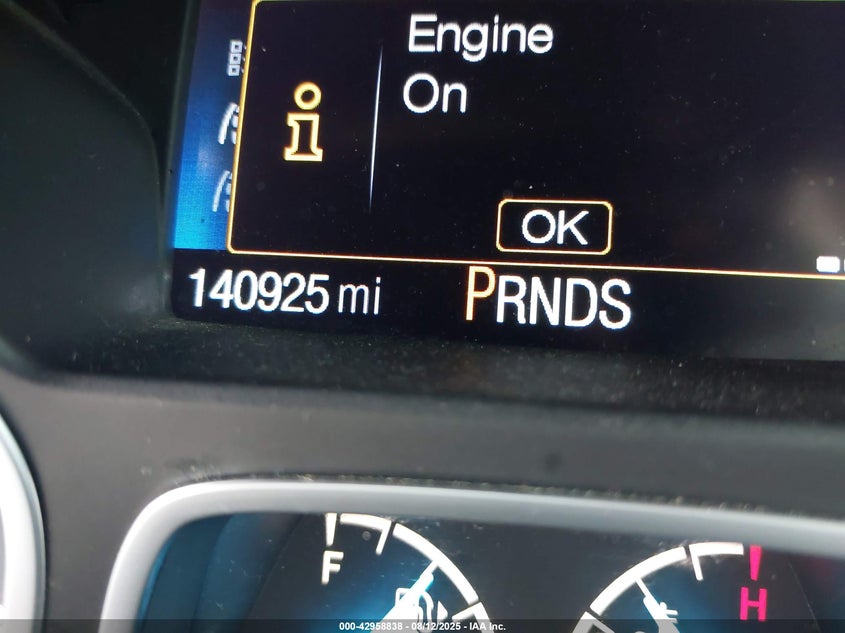 Engine
On
OK
140925 mi PRNDS
F
H
000-42958838 - 08/12/2025 - IAA Inc.